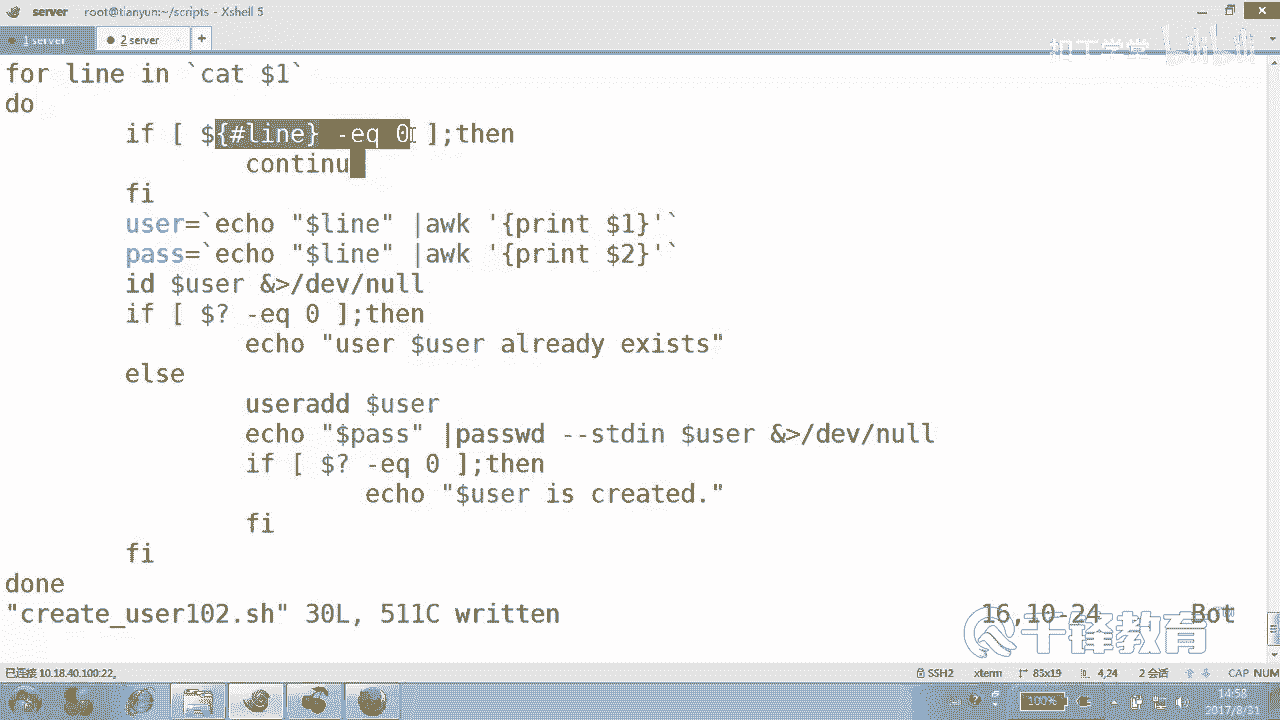 server root@tianyun:~/scripts - Xshell 5
1 server 2 server +
扣丁学堂
for line in `cat $1`
do
if [ ${#line} -eq 0 ];then
continu
fi
user=`echo "$line" |awk '{print $1}'`
pass=`echo "$line" |awk '{print $2}'`
id $user &>/dev/null
if [ $? -eq 0 ];then
echo "user $user already exists"
else
useradd $user
echo "$pass" |passwd --stdin $user &>/dev/null
if [ $? -eq 0 ];then
echo "$user is created."
fi
fi
done
"create_user102.sh" 30L, 511C written 16,10-24 Bot
千锋教育
已连接 10.18.40.100:22。 SSH2 xterm 85x19 4,24 2 会话 CAP NUM
100% 14:58
2017/8/31